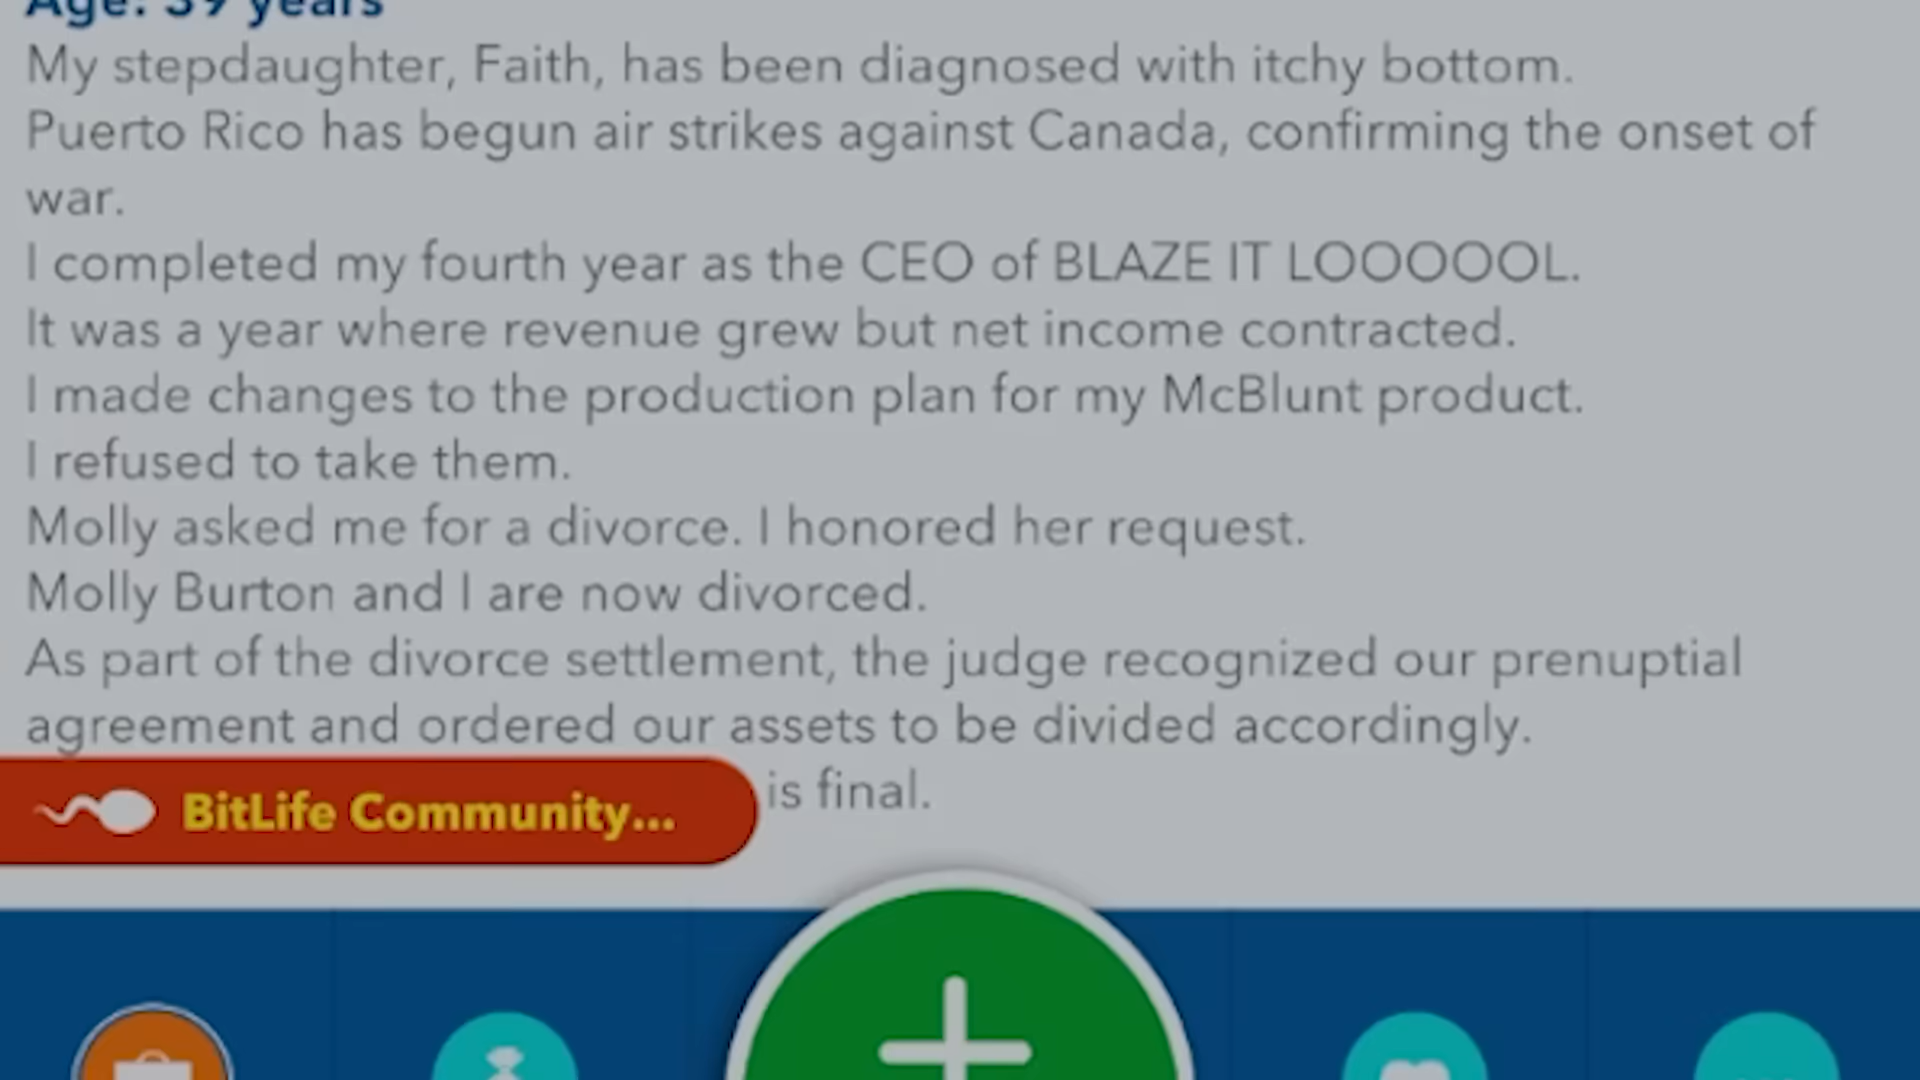 Age: 39 years
My stepdaughter, Faith, has been diagnosed with itchy bottom.
Puerto Rico has begun air strikes against Canada, confirming the onset of
war.
I completed my fourth year as the CEO of BLAZE IT LOOOOOL.
It was a year where revenue grew but net income contracted.
I made changes to the production plan for my McBlunt product.
I refused to take them.
Molly asked me for a divorce. I honored her request.
Molly Burton and I are now divorced.
As part of the divorce settlement, the judge recognized our prenuptial
agreement and ordered our assets to be divided accordingly.
is final.
BitLife Community...